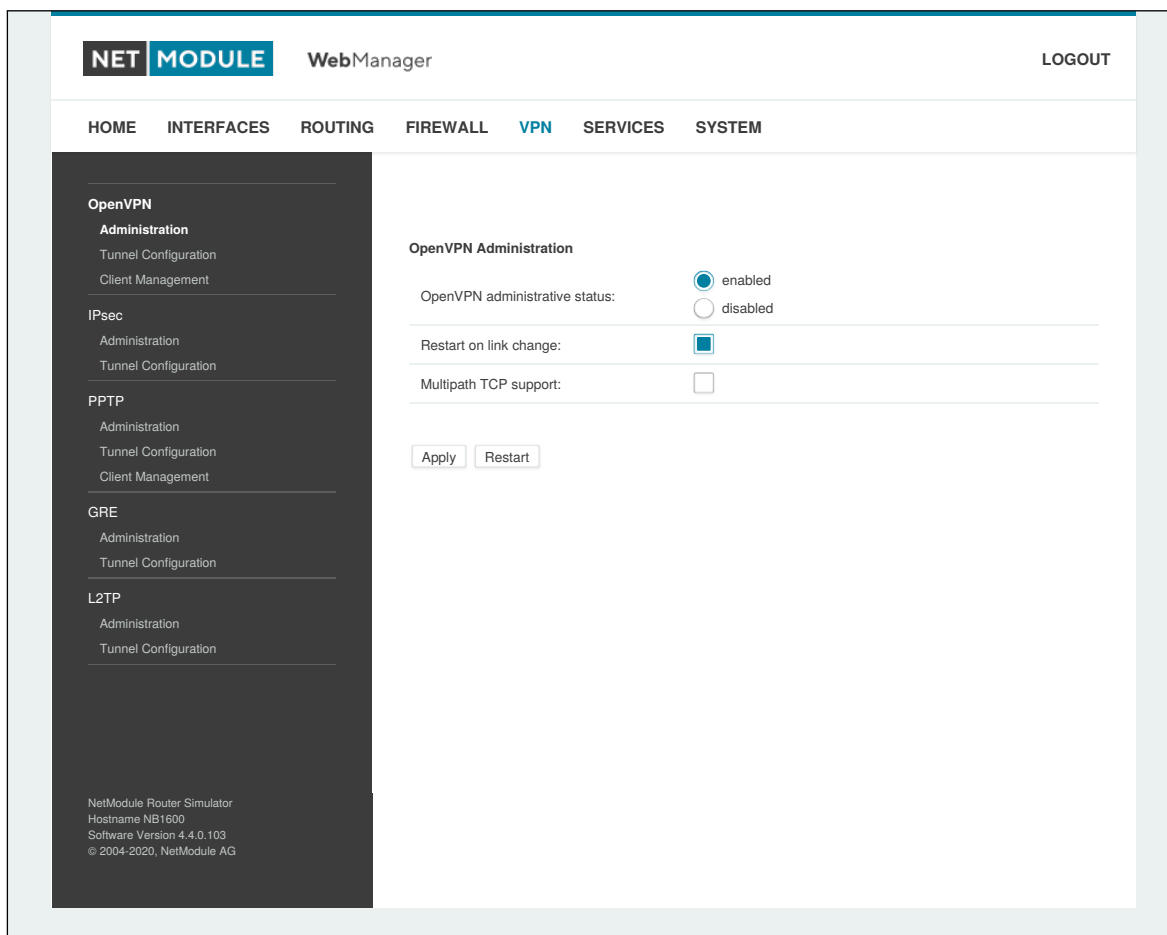 NET MODULE WebManager LOGOUT
HOME INTERFACES ROUTING FIREWALL VPN SERVICES SYSTEM
OpenVPN
Administration
Tunnel Configuration
Client Management
IPsec
Administration
Tunnel Configuration
PPTP
Administration
Tunnel Configuration
Client Management
GRE
Administration
Tunnel Configuration
L2TP
Administration
Tunnel Configuration
NetModule Router Simulator
Hostname NB1600
Software Version 4.4.0.103
© 2004-2020, NetModule AG
OpenVPN Administration
OpenVPN administrative status:
enabled
disabled
Restart on link change:
Multipath TCP support:
Apply Restart